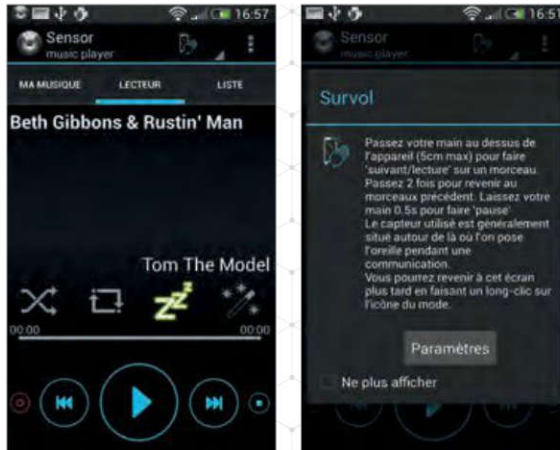 16:57
Sensor
music player
MA MUSIQUE
LECTEUR
LISTE
Beth Gibbons & Rustin' Man
Tom The Model
00:00
00:00
16:51
Sensor
music player
Survol
Passez votre main au dessus de
l'appareil (5cm max) pour faire
'suivant/lecture' sur un morceau.
Passez 2 fois pour revenir au
morceaux précédent. Laissez votre
main 0.5s pour faire 'pause'
Le capteur utilisé est généralement
situé autour de là où l'on pose
l'oreille pendant une
communication.
Vous pourrez revenir à cet écran
plus tard en faisant un long-clic sur
l'icône du mode.
Paramètres
Ne plus afficher